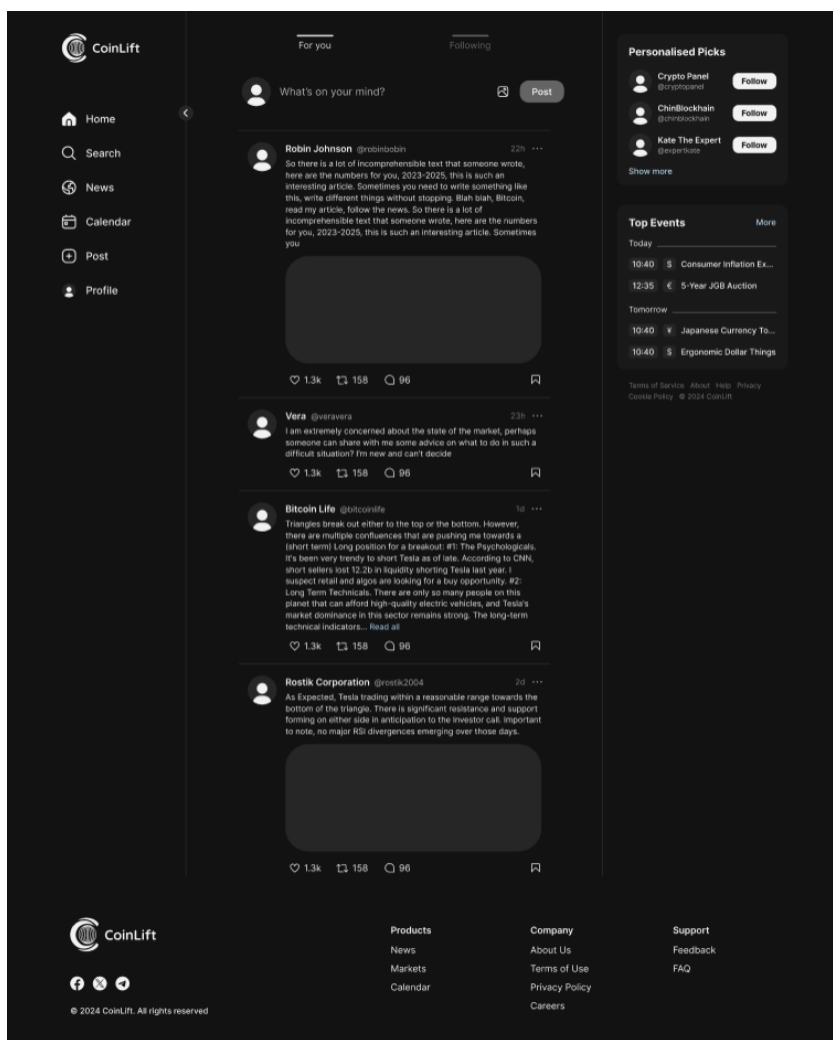 CoinLift
Home
Search
News
Calendar
Post
Profile
For you
Following
What's on your mind?
Post
Robin Johnson @robinbobin 22h
So there is a lot of incomprehensible text that someone wrote,
here are the numbers for you, 2023-2025, this is such an
interesting article. Sometimes you need to write something like
this, write different things without stopping. Blah blah, Bitcoin,
read my article, follow the news. So there is a lot of
incomprehensible text that someone wrote, here are the numbers
for you, 2023-2025, this is such an interesting article. Sometimes
you
1.3k 158 96
Vera @veravera 23h
I am extremely concerned about the state of the market, perhaps
someone can share with me some advice on what to do in such a
difficult situation? I'm new and can't decide
1.3k 158 96
Bitcoin Life @bitcoinlife 1d
Triangles break out either to the top or the bottom. However,
there are multiple confluences that are pushing me towards a
(short term) Long position for a breakout: #1: The Psychologicals.
It's been very trendy to short Tesla as of late. According to CNN,
short sellers lost 12.2b in liquidity shorting Tesla last year. I
suspect retail and algos are looking for a buy opportunity. #2:
Long Term Technicals. There are only so many people on this
planet that can afford high-quality electric vehicles, and Tesla's
market dominance in this sector remains strong. The long-term
technical indicators... Read all
1.3k 158 96
Rostik Corporation @rostik2004 2d
As Expected, Tesla trading within a reasonable range towards the
bottom of the triangle. There is significant resistance and support
forming on either side in anticipation to the investor call. Important
to note, no major RSI divergences emerging over those days.
1.3k 158 96
Personalised Picks
Crypto Panel
@cryptopanel
Follow
ChinBlockhain
@chinblockhain
Follow
Kate The Expert
@expertkate
Follow
Show more
Top Events More
Today
10:40 $ Consumer Inflation Ex...
12:35 € 5-Year JGB Auction
Tomorrow
10:40 ¥ Japanese Currency To...
10:40 $ Ergonomic Dollar Things
Terms of Service About Help Privacy
Cookie Policy © 2024 CoinLift
CoinLift
© 2024 CoinLift. All rights reserved
Products
News
Markets
Calendar
Company
About Us
Terms of Use
Privacy Policy
Careers
Support
Feedback
FAQ